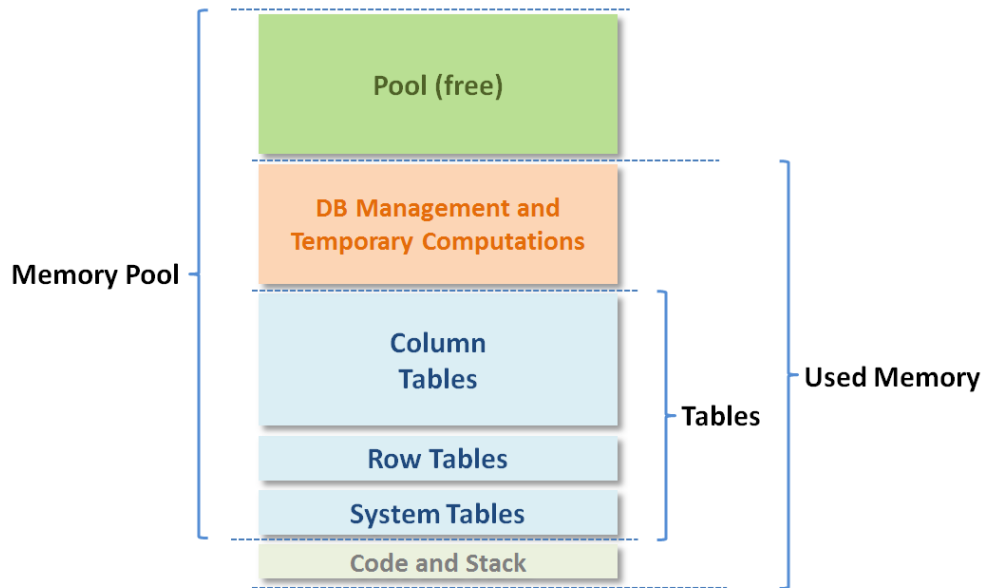 Pool (free)
DB Management and
Temporary Computations
Memory Pool
Column
Tables
Used Memory
Tables
Row Tables
System Tables
Code and Stack